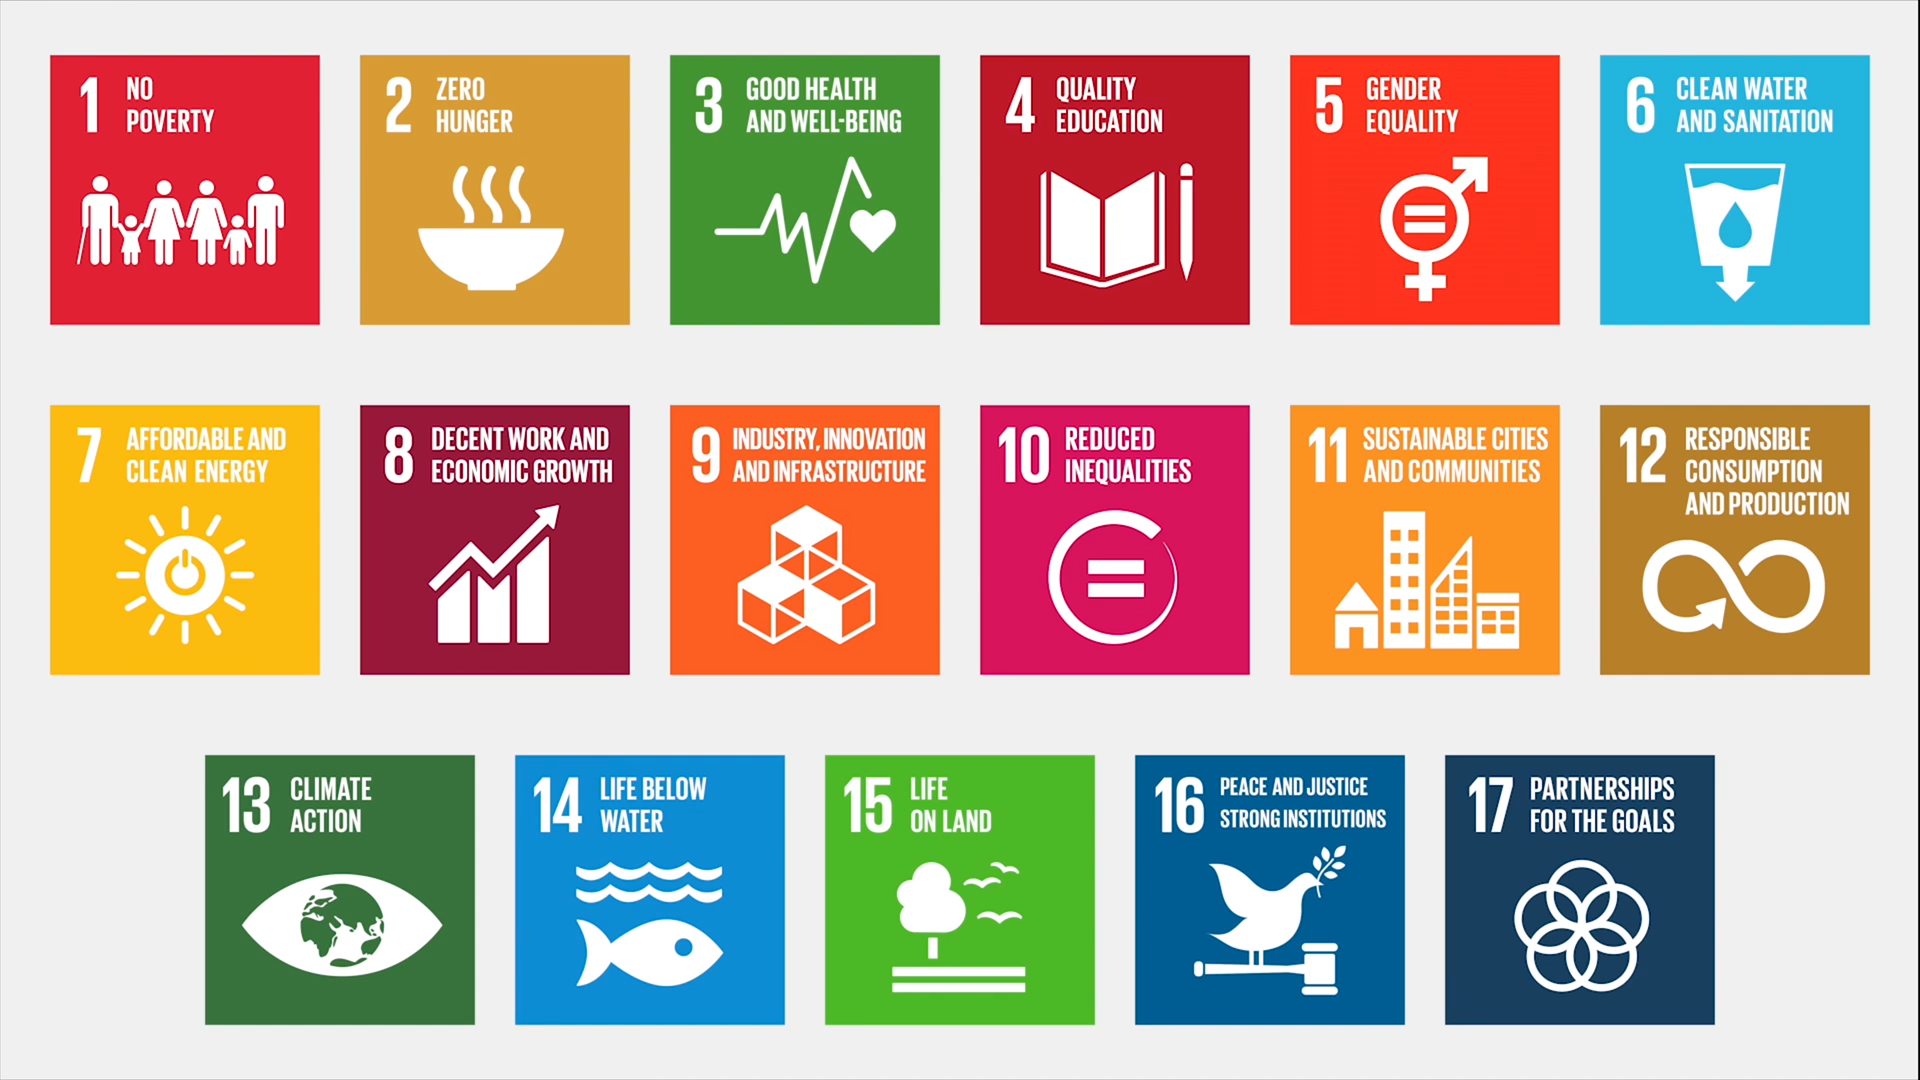 1 NO
POVERTY
2 ZERO
HUNGER
3 GOOD HEALTH
AND WELL-BEING
4 QUALITY
EDUCATION
5 GENDER
EQUALITY
6 CLEAN WATER
AND SANITATION
7 AFFORDABLE AND
CLEAN ENERGY
8 DECENT WORK AND
ECONOMIC GROWTH
9 INDUSTRY, INNOVATION
AND INFRASTRUCTURE
10 REDUCED
INEQUALITIES
11 SUSTAINABLE CITIES
AND COMMUNITIES
12 RESPONSIBLE
CONSUMPTION
AND PRODUCTION
13 CLIMATE
ACTION
14 LIFE BELOW
WATER
15 LIFE
ON LAND
16 PEACE AND JUSTICE
STRONG INSTITUTIONS
17 PARTNERSHIPS
FOR THE GOALS